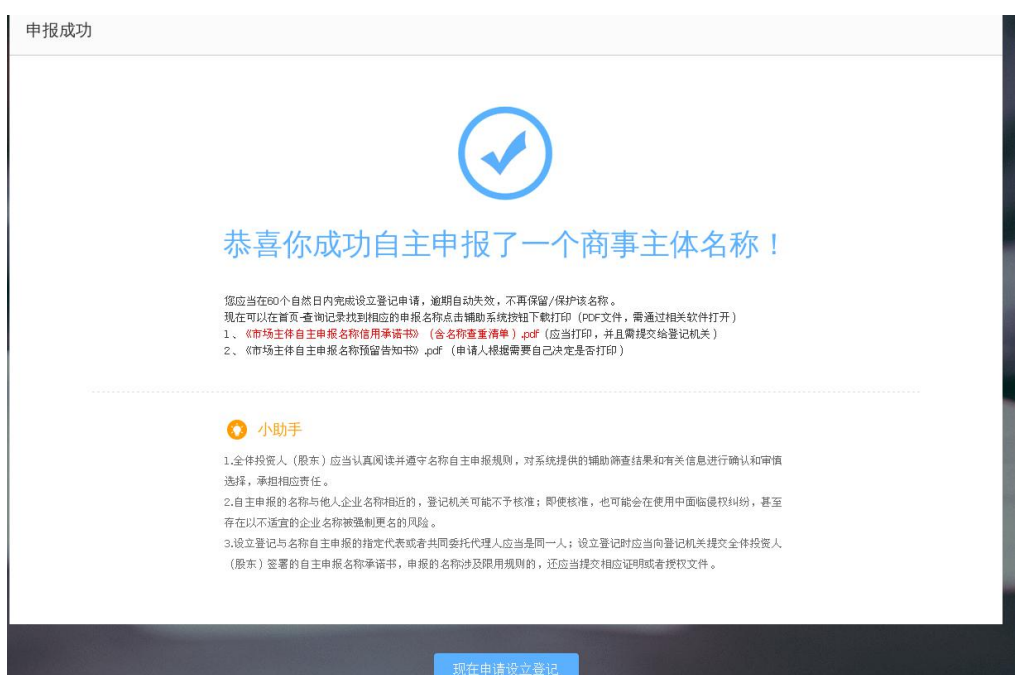 申报成功
恭喜你成功自主申报了一个商事主体名称！
您应当在60个自然日内完成设立登记申请，逾期自动失效，不再保留/保护该名称。
现在可以在首页-查询记录找到相应的申报名称点击辅助系统按钮下载打印（PDF文件，需通过相关软件打开）
1、《市场主体自主申报名称信用承诺书》（含名称查重清单）.pdf（应当打印，并且需提交给登记机关）
2、《市场主体自主申报名称预留告知书》.pdf（申请人根据需要自己决定是否打印）
小助手
1.全体投资人（股东）应当认真阅读并遵守名称自主申报规则，对系统提供的辅助筛查结果和有关信息进行确认和审慎
选择，承担相应责任。
2.自主申报的名称与他人企业名称相近的，登记机关可能不予核准；即使核准，也可能会在使用中面临侵权纠纷，甚至
存在以不适宜的企业名称被强制更名的风险。
3.设立登记与名称自主申报的指定代表或者共同委托代理人应当是同一人；设立登记时应当向登记机关提交全体投资人
（股东）签署的自主申报名称承诺书，申报的名称涉及限用规则的，还应当提交相应证明或者授权文件。
现在申请设立登记